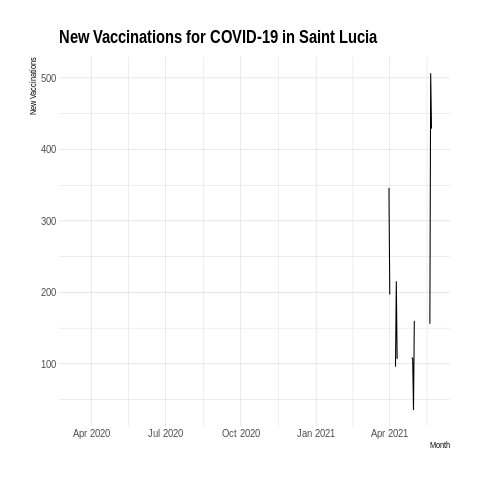 New Vaccinations for COVID-19 in Saint Lucia
New Vaccinations
500
400
300
200
100
Apr 2020 Jul 2020 Oct 2020 Jan 2021 Apr 2021
Month